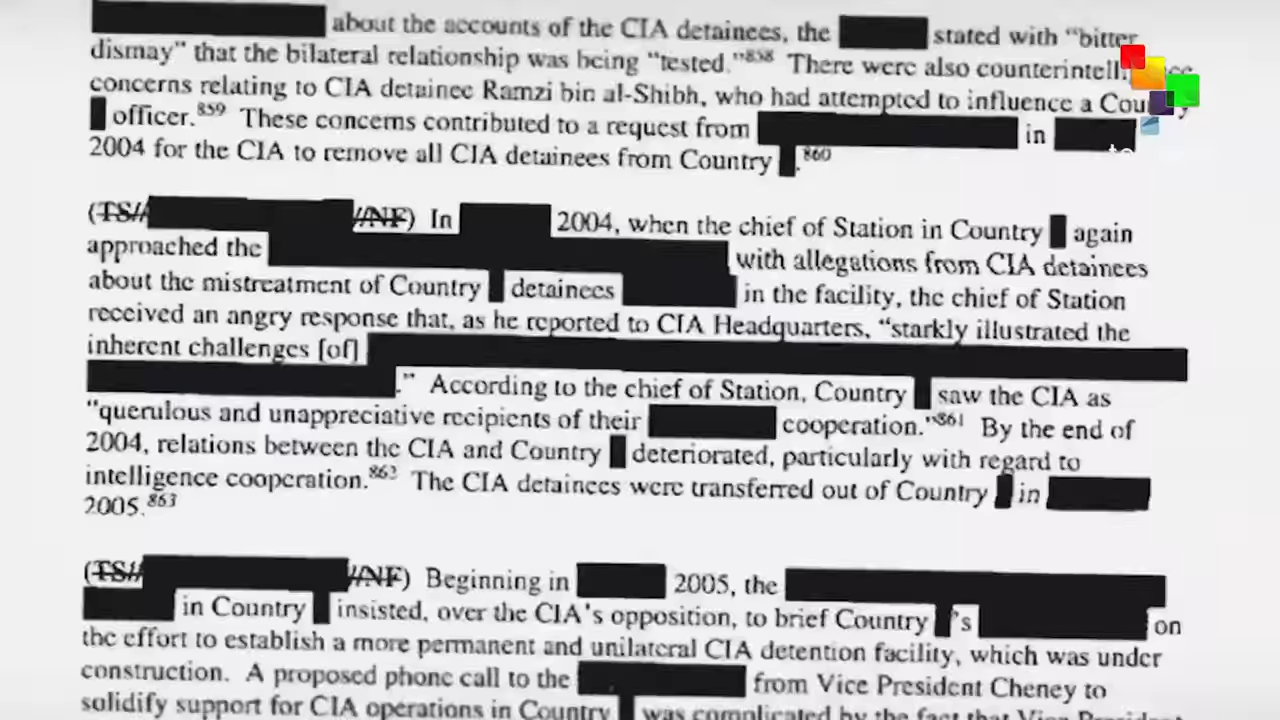 about the accounts of the CIA detainees, the stated with “bitter
dismay” that the bilateral relationship was being “tested.”858 There were also
concerns relating to CIA detainee Ramzi bin al-Shibh, who had attempted to influence a
officer.859 These concerns contributed to a request from in
2004 for the CIA to remove all CIA detainees from Country .860
(TS// //NF) In 2004, when the chief of Station in Country again
approached the with allegations from CIA detainees
about the mistreatment of Country detainees in the facility, the chief of Station
received an angry response that, as he reported to CIA Headquarters, “starkly illustrated the
inherent challenges [of]
.” According to the chief of Station, Country saw the CIA as
“querulous and unappreciative recipients of their cooperation.”861 By the end of
2004, relations between the CIA and Country deteriorated, particularly with regard to
intelligence cooperation.862 The CIA detainees were transferred out of Country in
2005.863
(TS// //NF) Beginning in 2005, the
in Country insisted, over the CIA’s opposition, to brief Country ’s on
the effort to establish a more permanent and unilateral CIA detention facility, which was under
construction. A proposed phone call to the from Vice President Cheney to
solidify support for CIA operations in Country was complicated by the fact that Vice President